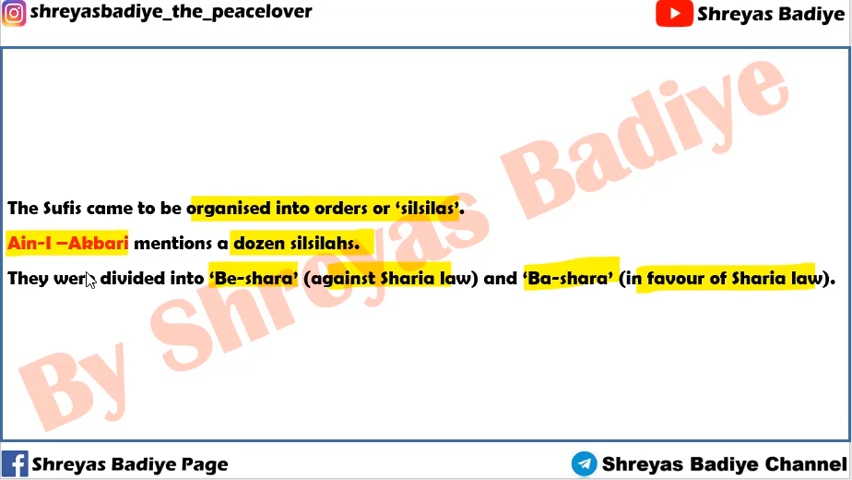 shreyasbadiye_the_peacelover
Shreyas Badiye
The Sufis came to be organised into orders or ‘silsilas’.
Ain-I –Akbari mentions a dozen silsilahs.
They were divided into ‘Be-shara’ (against Sharia law) and ‘Ba-shara’ (in favour of Sharia law).
By Shreyas Badiye
Shreyas Badiye Page
Shreyas Badiye Channel